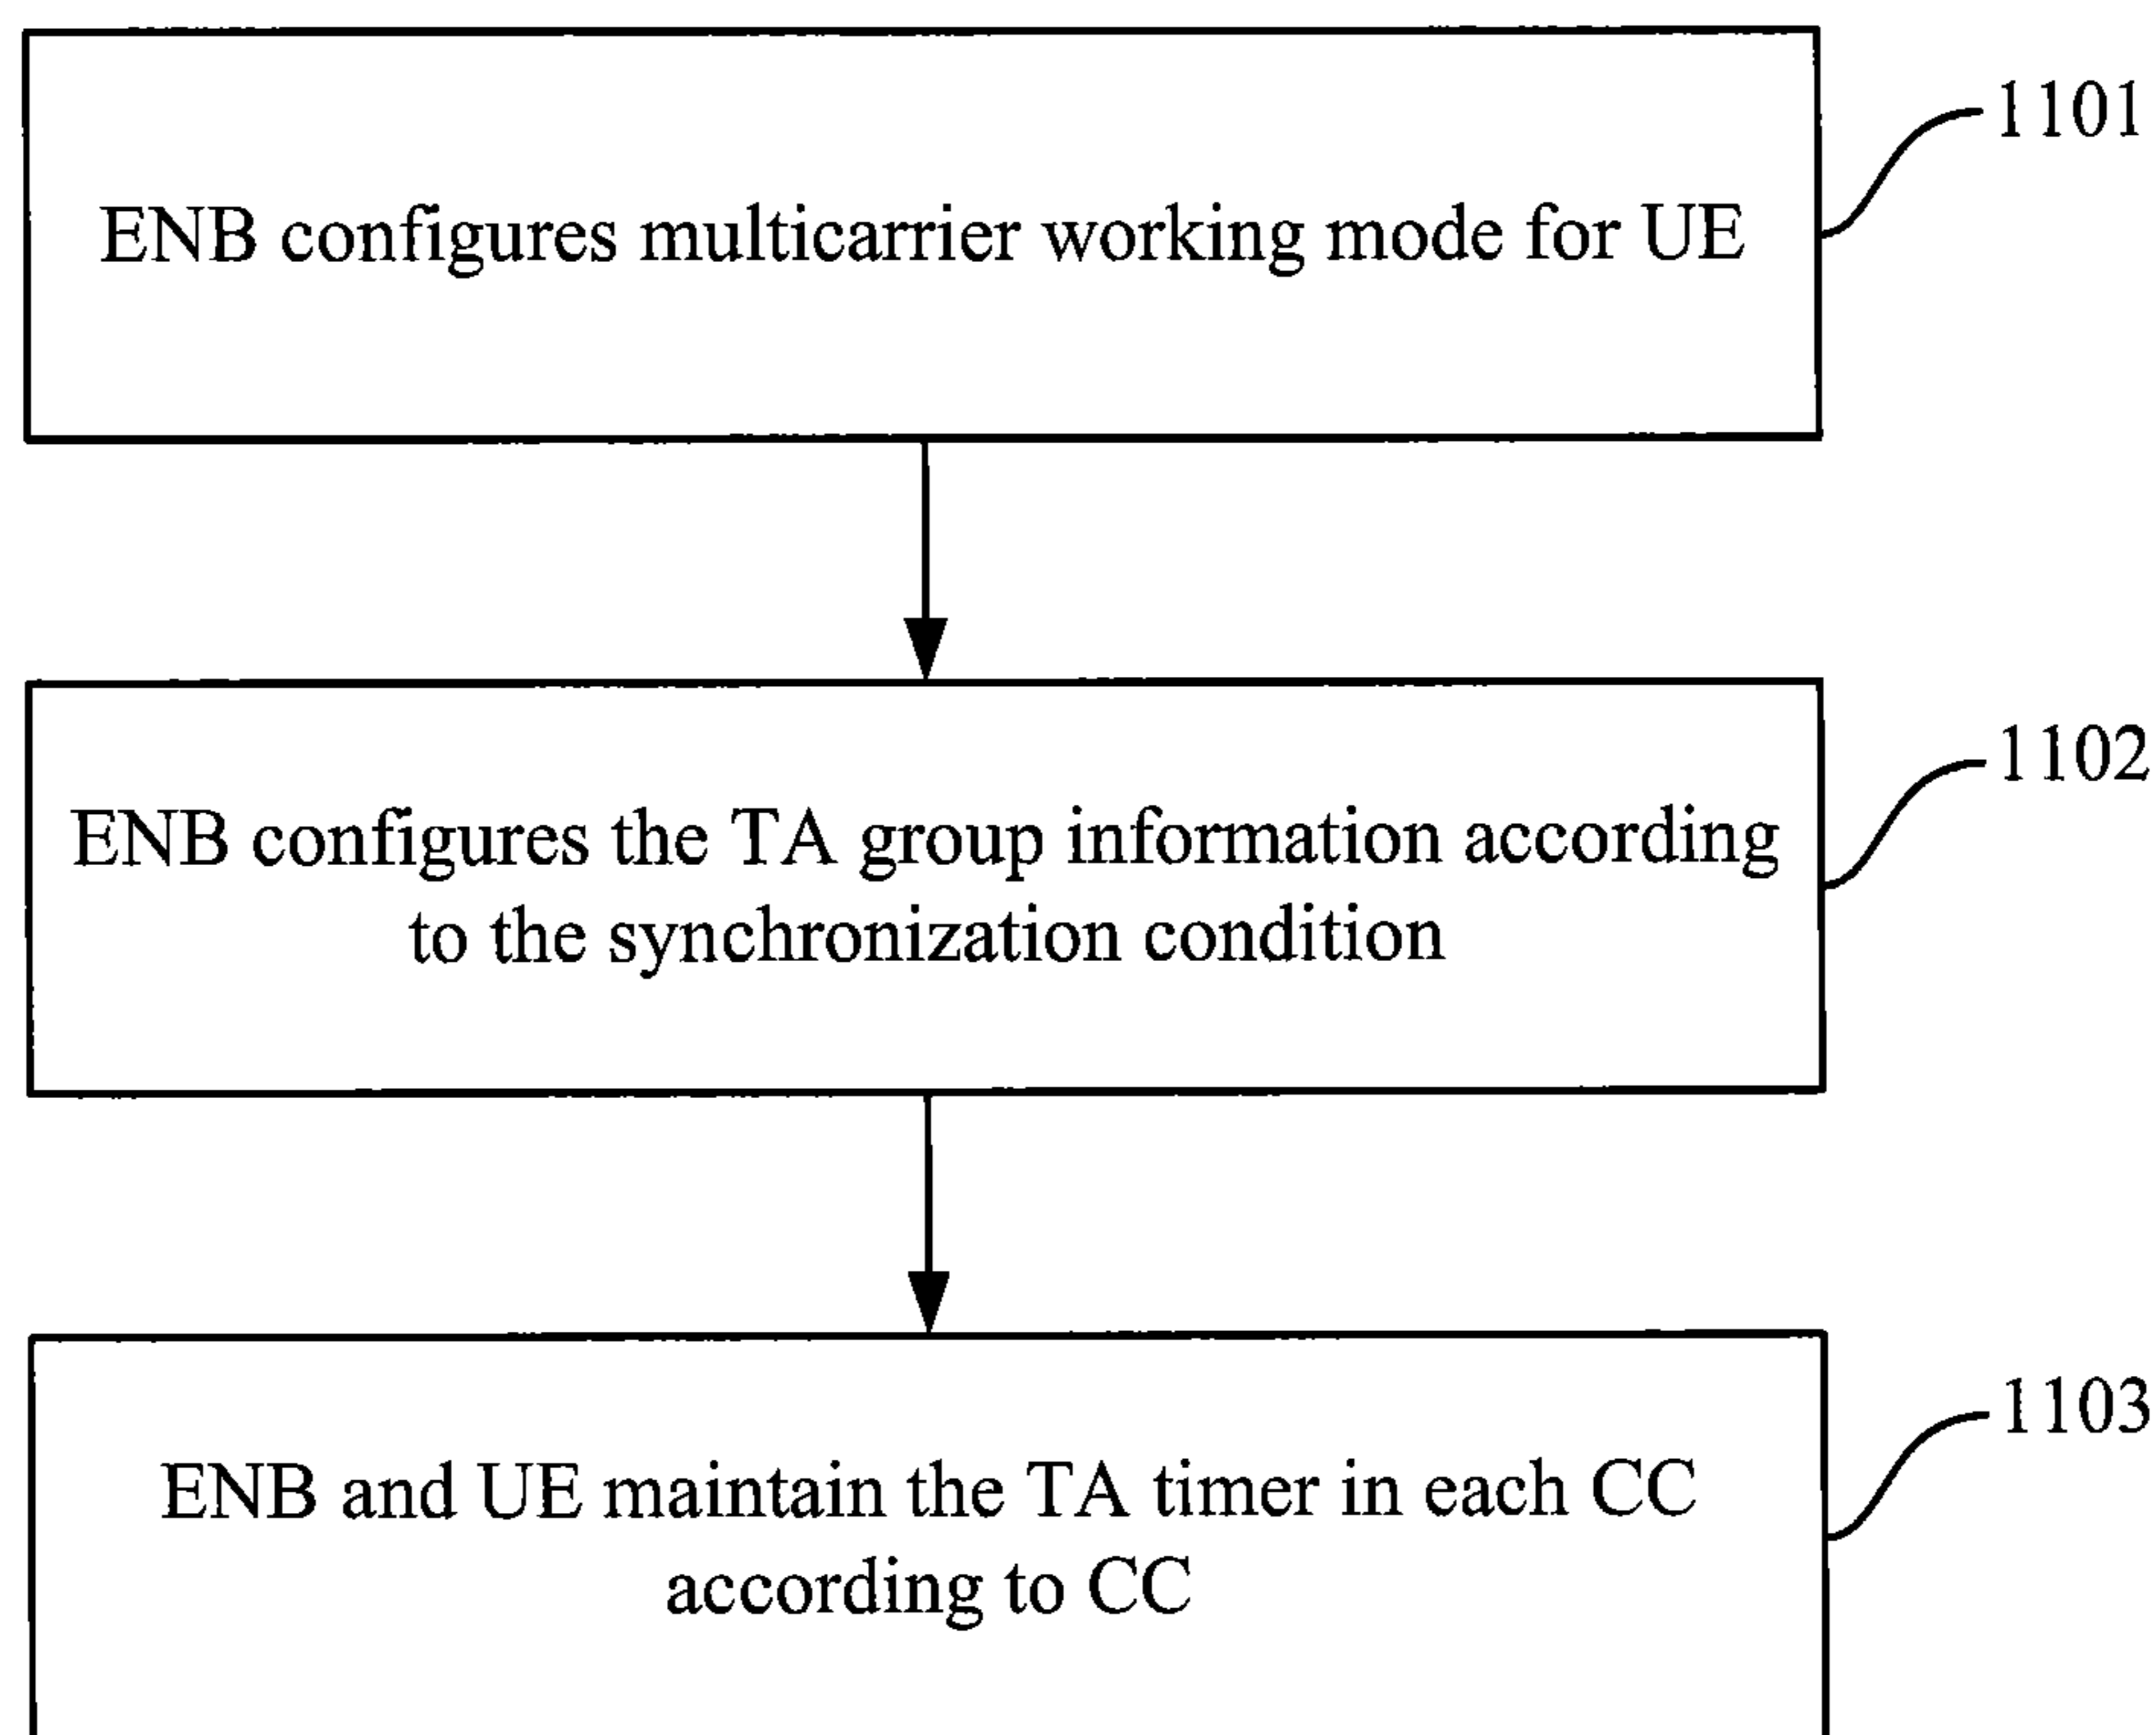 1101
ENB configures multicarrier working mode for UE
1102
ENB configures the TA group information according
to the synchronization condition
1103
ENB and UE maintain the TA timer in each CC
according to CC